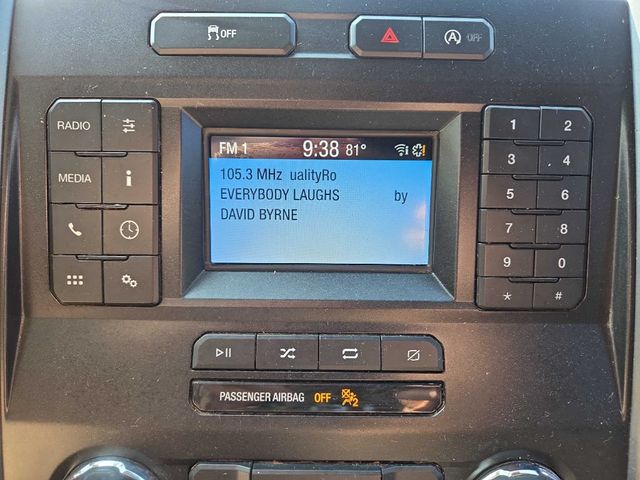 OFF
A OFF
RADIO
MEDIA
i
FM 1 9:38 81°
105.3 MHz ualityRo
EVERYBODY LAUGHS by
DAVID BYRNE
1 2
3 4
5 6
7 8
9 0
* #
PASSENGER AIRBAG OFF 2